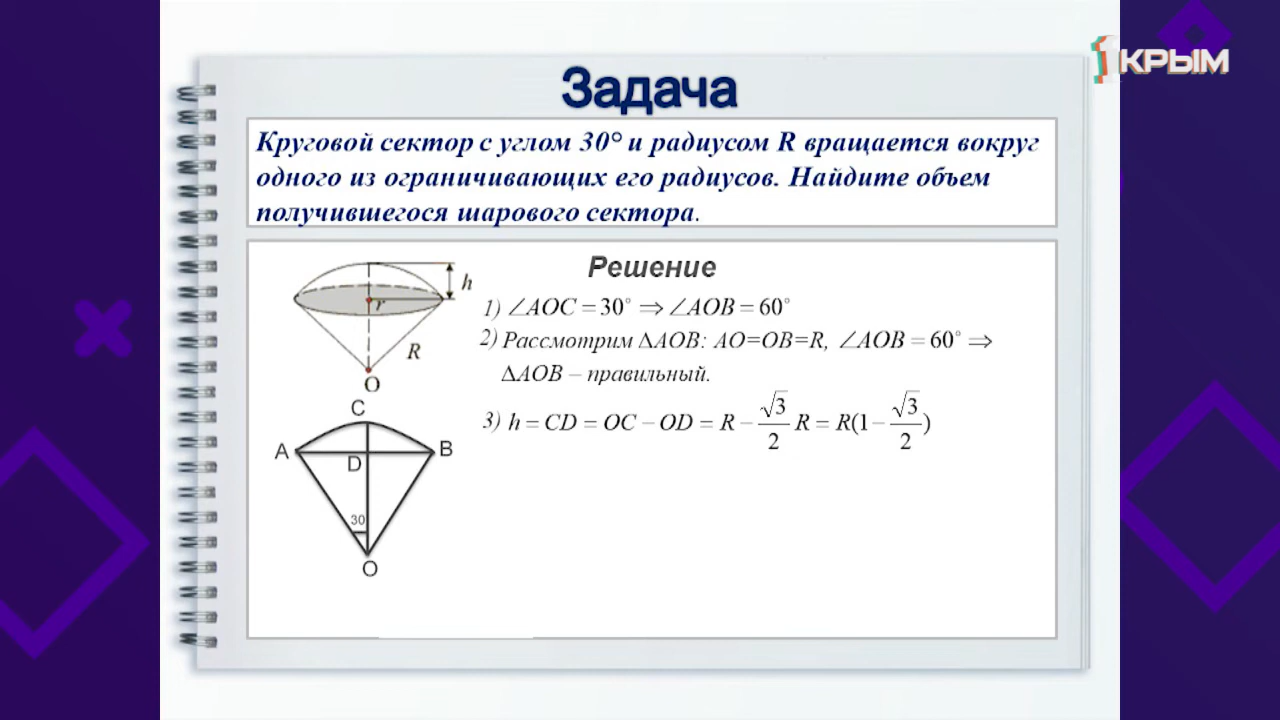 1КРЫМ
Задача
Круговой сектор с углом 30° и радиусом R вращается вокруг
одного из ограничивающих его радиусов. Найдите объем
получившегося шарового сектора.
Решение
h
r
R
O
1) ∠AOC = 30° ⇒ ∠AOB = 60°
2) Рассмотрим ΔAOB: AO=OB=R, ∠AOB = 60° ⇒
ΔAOB – правильный.
3) h = CD = OC − OD = R − √3/2 R = R(1 − √3/2)
C
A
B
D
30
O